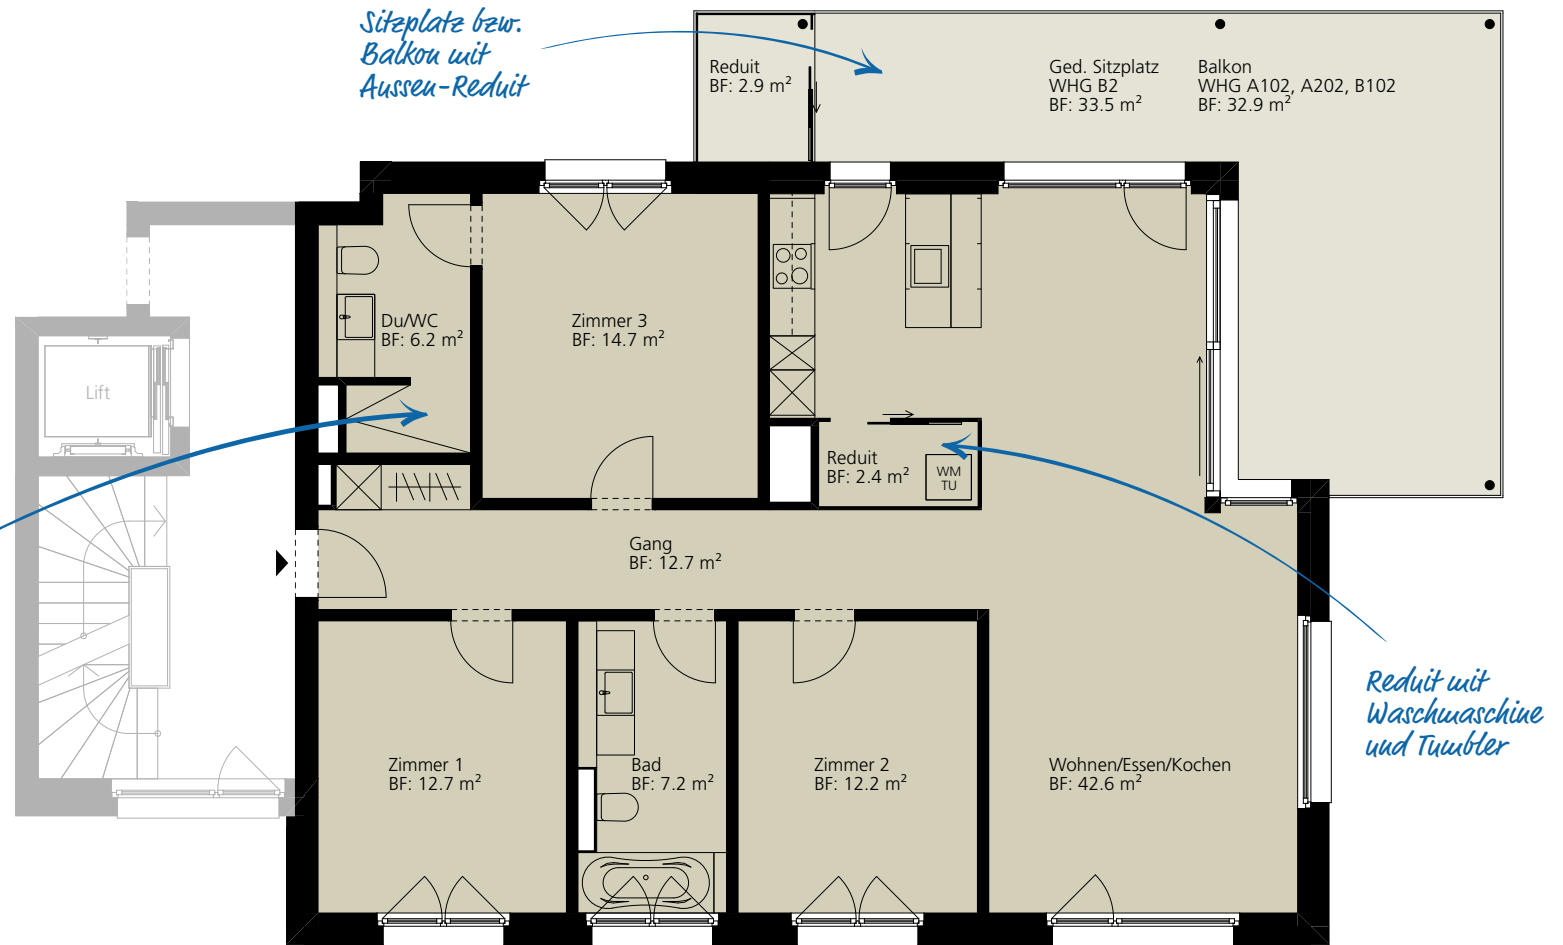 Sitzplatz bzw.
Balkon mit
Aussen-Reduit
Reduit
BF: 2.9 m²
Ged. Sitzplatz
WHG B2
BF: 33.5 m²
Balkon
WHG A102, A202, B102
BF: 32.9 m²
Du/WC
BF: 6.2 m²
Zimmer 3
BF: 14.7 m²
Lift
Reduit
BF: 2.4 m²
WM
TU
Gang
BF: 12.7 m²
Reduit mit
Waschmaschine
und Tumbler
Zimmer 1
BF: 12.7 m²
Bad
BF: 7.2 m²
Zimmer 2
BF: 12.2 m²
Wohnen/Essen/Kochen
BF: 42.6 m²